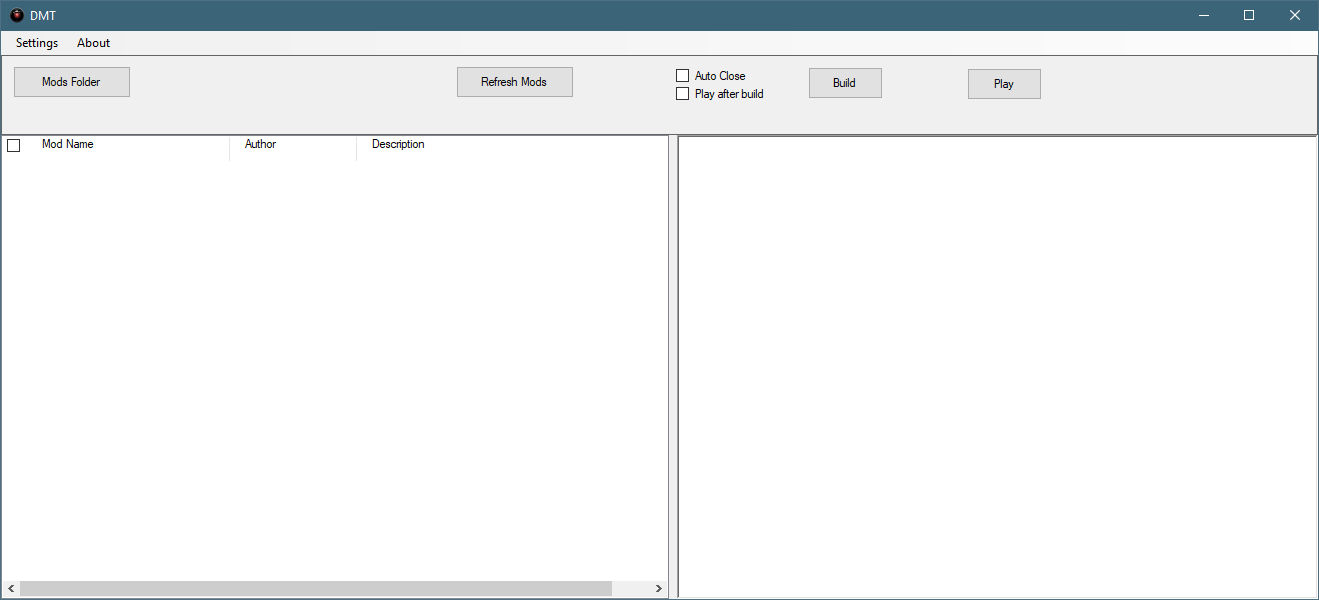 DMT
Settings About
Mods Folder Refresh Mods Auto Close Build Play
Play after build
Mod Name Author Description